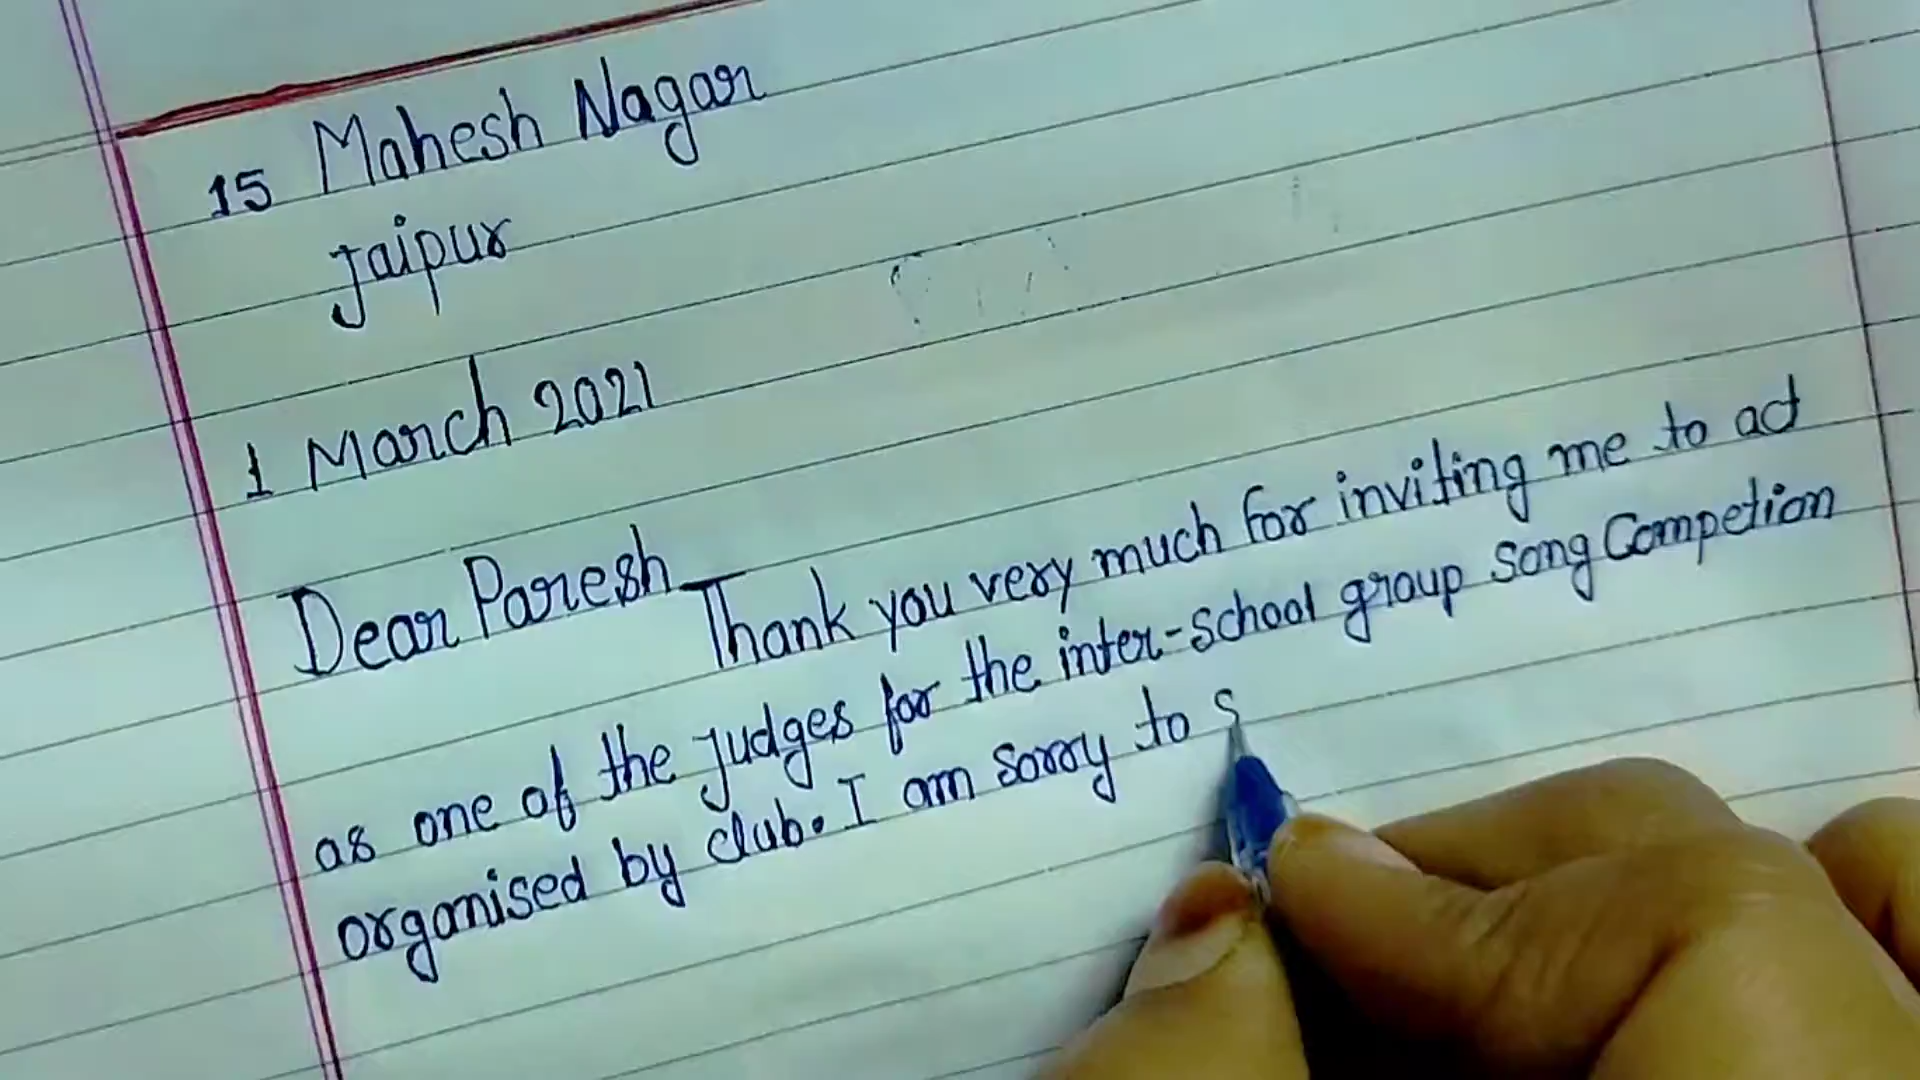 15 Mahesh Nagar
Jaipur
1 March 2021
Dear Paresh
Thank you very much for inviting me to act
as one of the judges for the inter-school group song Competion
organised by club. I am sorry to s